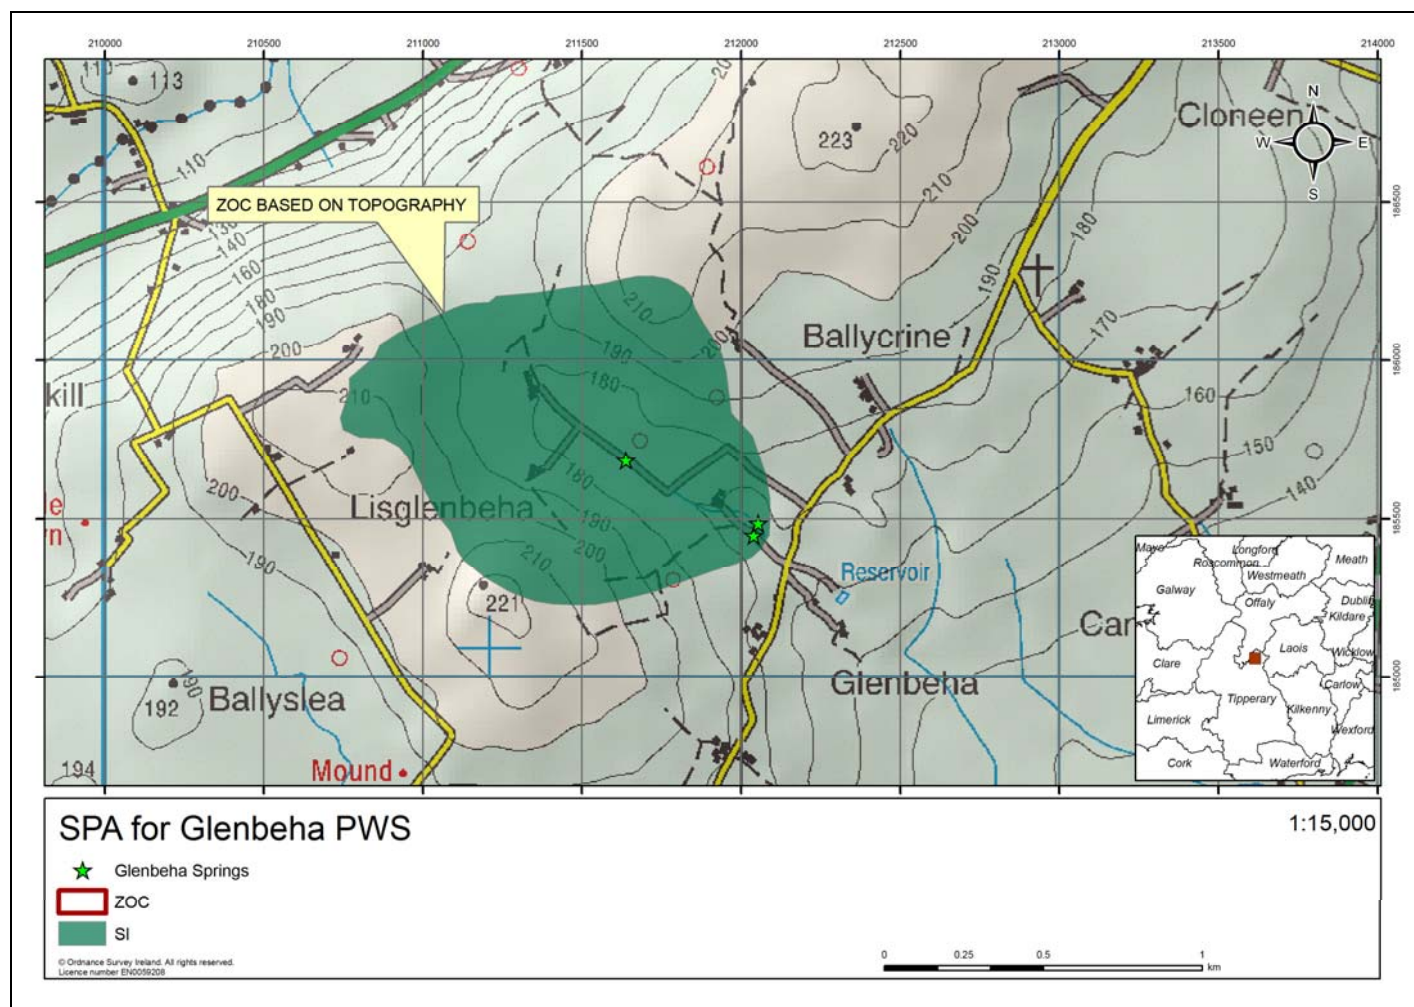 210000 210500 211000 211500 212000 212500 213000 213500 214000
110
113
20
223
220
Cloneen
N
W E
S
110
ZOC BASED ON TOPOGRAPHY
210
186500
130
140
200
180
160
180
190
190
210
170
200
190
200
Ballycrine
186000
kill
210
180
160
150
180
140
200
Lisglenbeha
190
185500
e
n
200
210
190
221
Reservoir
Car
190
192
Ballyslea
Glenbeha
185000
194
Mound
Mayo
Longford
Roscommon
Meath
Westmeath
Galway
Offaly
Dublin
Kildare
Laois
Wicklow
Clare
Carlow
Tipperary
Kilkenny
Limerick
Wexford
Cork
Waterford
SPA for Glenbeha PWS
1:15,000
Glenbeha Springs
ZOC
SI
© Ordnance Survey Ireland. All rights reserved.
Licence number EN0059208
0 0.25 0.5 1
km